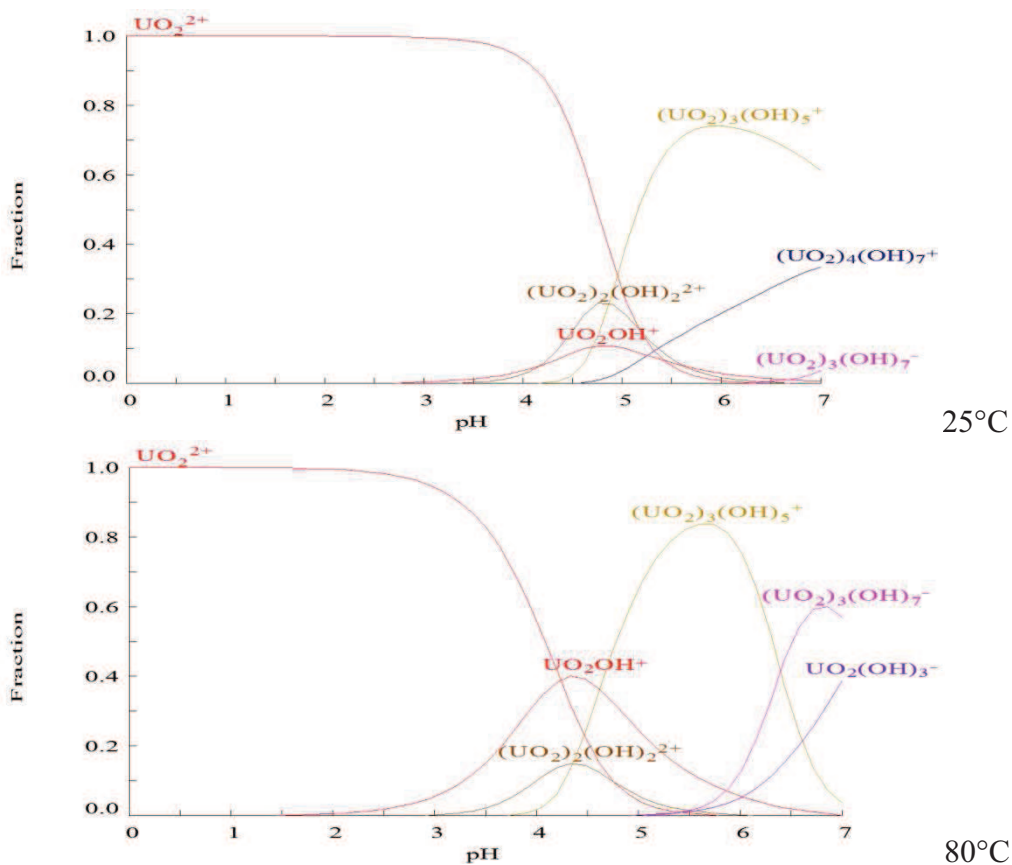 UO₂²⁺
1.0
0.8
0.6
0.4
0.2
0.0
Fraction
(UO₂)₃(OH)₅⁺
(UO₂)₄(OH)₇⁺
(UO₂)₂(OH)₂²⁺
UO₂OH⁺
(UO₂)₃(OH)₇⁻
0 1 2 3 4 5 6 7
pH
25°C
UO₂²⁺
1.0
0.8
0.6
0.4
0.2
0.0
Fraction
(UO₂)₃(OH)₅⁺
(UO₂)₃(OH)₇⁻
UO₂OH⁺
UO₂(OH)₃⁻
(UO₂)₂(OH)₂²⁺
0 1 2 3 4 5 6 7
pH
80°C